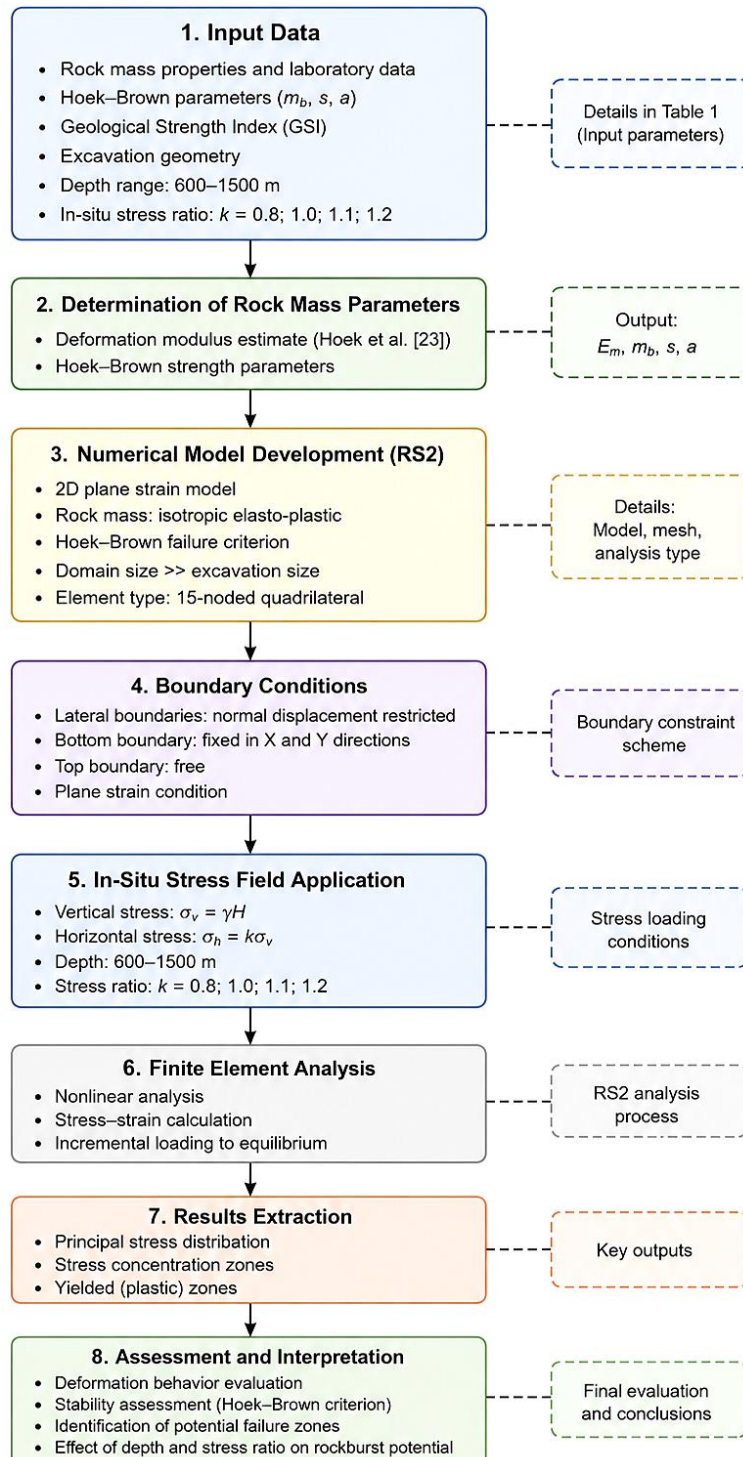 1. Input Data
• Rock mass properties and laboratory data
• Hoek–Brown parameters (m_b, s, a)
• Geological Strength Index (GSI)
• Excavation geometry
• Depth range: 600–1500 m
• In-situ stress ratio: k = 0.8; 1.0; 1.1; 1.2
Details in Table 1
(Input parameters)
2. Determination of Rock Mass Parameters
• Deformation modulus estimate (Hoek et al. [23])
• Hoek–Brown strength parameters
Output:
E_m, m_b, s, a
3. Numerical Model Development (RS2)
• 2D plane strain model
• Rock mass: isotropic elasto-plastic
• Hoek–Brown failure criterion
• Domain size >> excavation size
• Element type: 15-noded quadrilateral
Details:
Model, mesh,
analysis type
4. Boundary Conditions
• Lateral boundaries: normal displacement restricted
• Bottom boundary: fixed in X and Y directions
• Top boundary: free
• Plane strain condition
Boundary constraint
scheme
5. In-Situ Stress Field Application
• Vertical stress: σ_v = γH
• Horizontal stress: σ_h = kσ_v
• Depth: 600–1500 m
• Stress ratio: k = 0.8; 1.0; 1.1; 1.2
Stress loading
conditions
6. Finite Element Analysis
• Nonlinear analysis
• Stress–strain calculation
• Incremental loading to equilibrium
RS2 analysis
process
7. Results Extraction
• Principal stress distribation
• Stress concentration zones
• Yielded (plastic) zones
Key outputs
8. Assessment and Interpretation
• Deformation behavior evaluation
• Stability assessment (Hoek–Brown criterion)
• Identification of potential failure zones
• Effect of depth and stress ratio on rockburst potential
Final evaluation
and conclusions